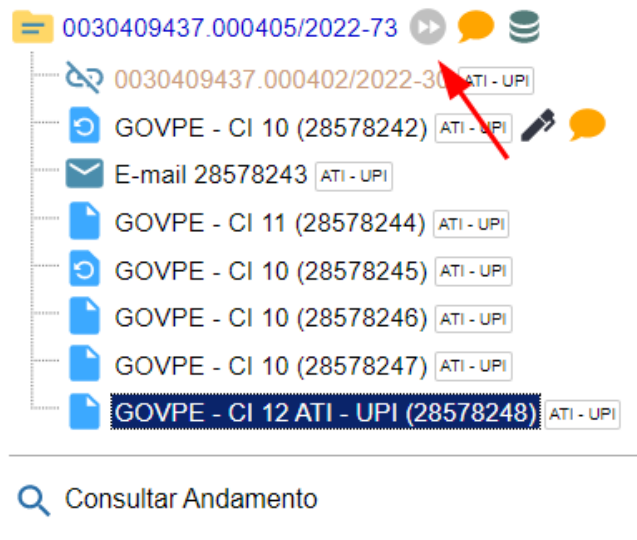 0030409437.000405/2022-73
0030409437.000402/2022-30 ATI - UPI
GOVPE - CI 10 (28578242) ATI - UPI
E-mail 28578243 ATI - UPI
GOVPE - CI 11 (28578244) ATI - UPI
GOVPE - CI 10 (28578245) ATI - UPI
GOVPE - CI 10 (28578246) ATI - UPI
GOVPE - CI 10 (28578247) ATI - UPI
GOVPE - CI 12 ATI - UPI (28578248) ATI - UPI
Consultar Andamento